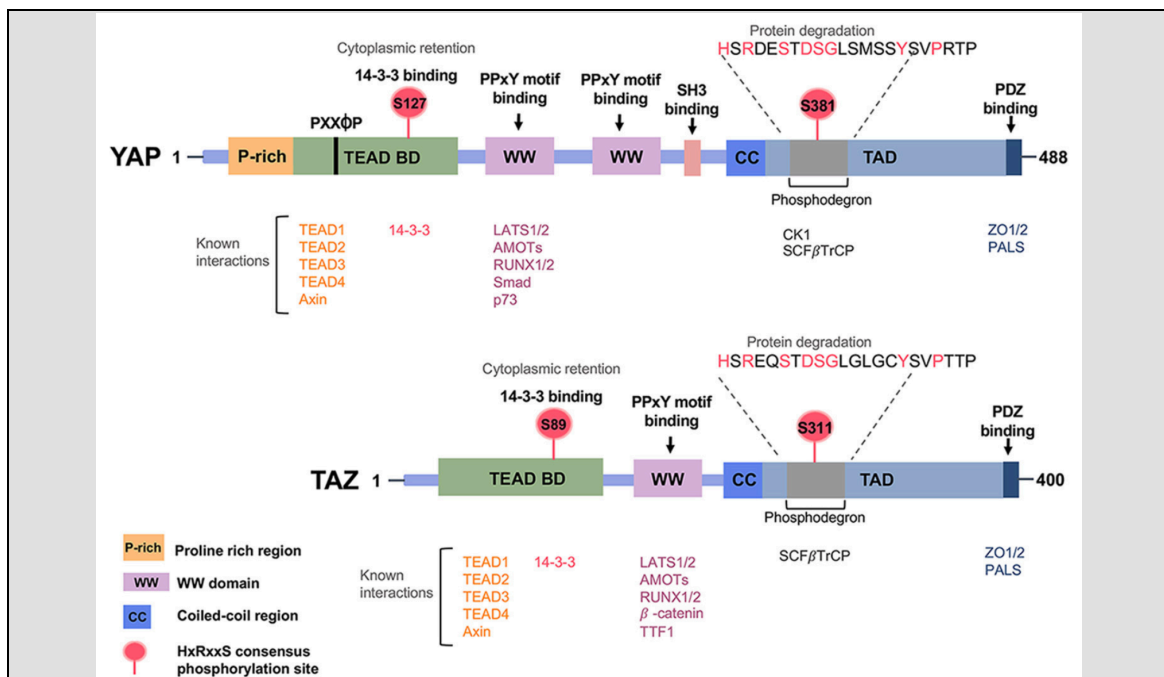 Protein degradation
HSRDESTDSGLSMSSYSVPRTP
Cytoplasmic retention
14-3-3 binding
PPxY motif
binding
PPxY motif
binding
SH3
binding
PDZ
binding
S127
S381
PXXϕP
YAP 1
P-rich
TEAD BD
WW
WW
CC
TAD
488
Phosphodegron
Known
interactions
TEAD1
TEAD2
TEAD3
TEAD4
Axin
14-3-3
LATS1/2
AMOTs
RUNX1/2
Smad
p73
CK1
SCFβTrCP
ZO1/2
PALS
Protein degradation
HSREQSTDSGLGLGCYSVPTTP
Cytoplasmic retention
14-3-3 binding
PPxY motif
binding
PDZ
binding
S89
S311
TAZ 1
TEAD BD
WW
CC
TAD
400
Phosphodegron
Known
interactions
TEAD1
TEAD2
TEAD3
TEAD4
Axin
14-3-3
LATS1/2
AMOTs
RUNX1/2
β -catenin
TTF1
SCFβTrCP
ZO1/2
PALS
P-rich Proline rich region
WW WW domain
CC Coiled-coil region
HxRxxS consensus
phosphorylation site